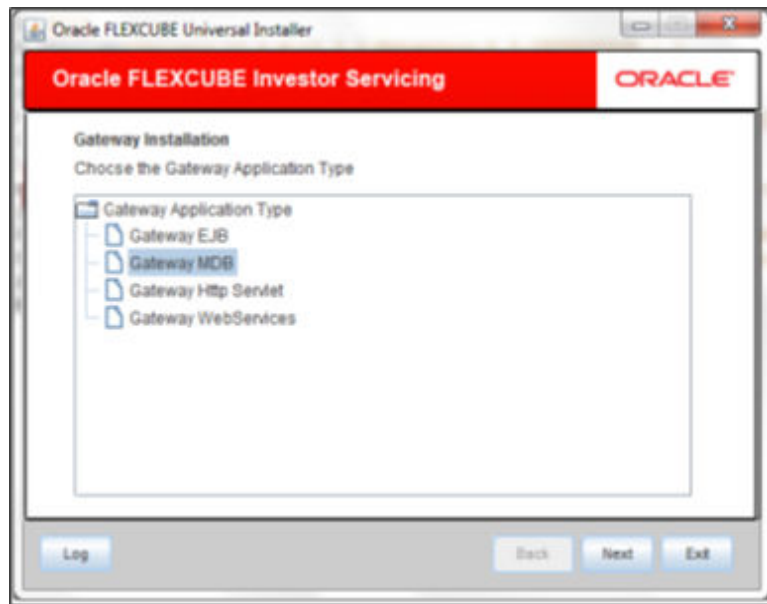 Oracle FLEXCUBE Universal Installer
Oracle FLEXCUBE Investor Servicing
ORACLE
Gateway Installation
Choose the Gateway Application Type
Gateway Application Type
Gateway EJB
Gateway MDB
Gateway Http Servlet
Gateway WebServices
Log
Back
Next
Exit